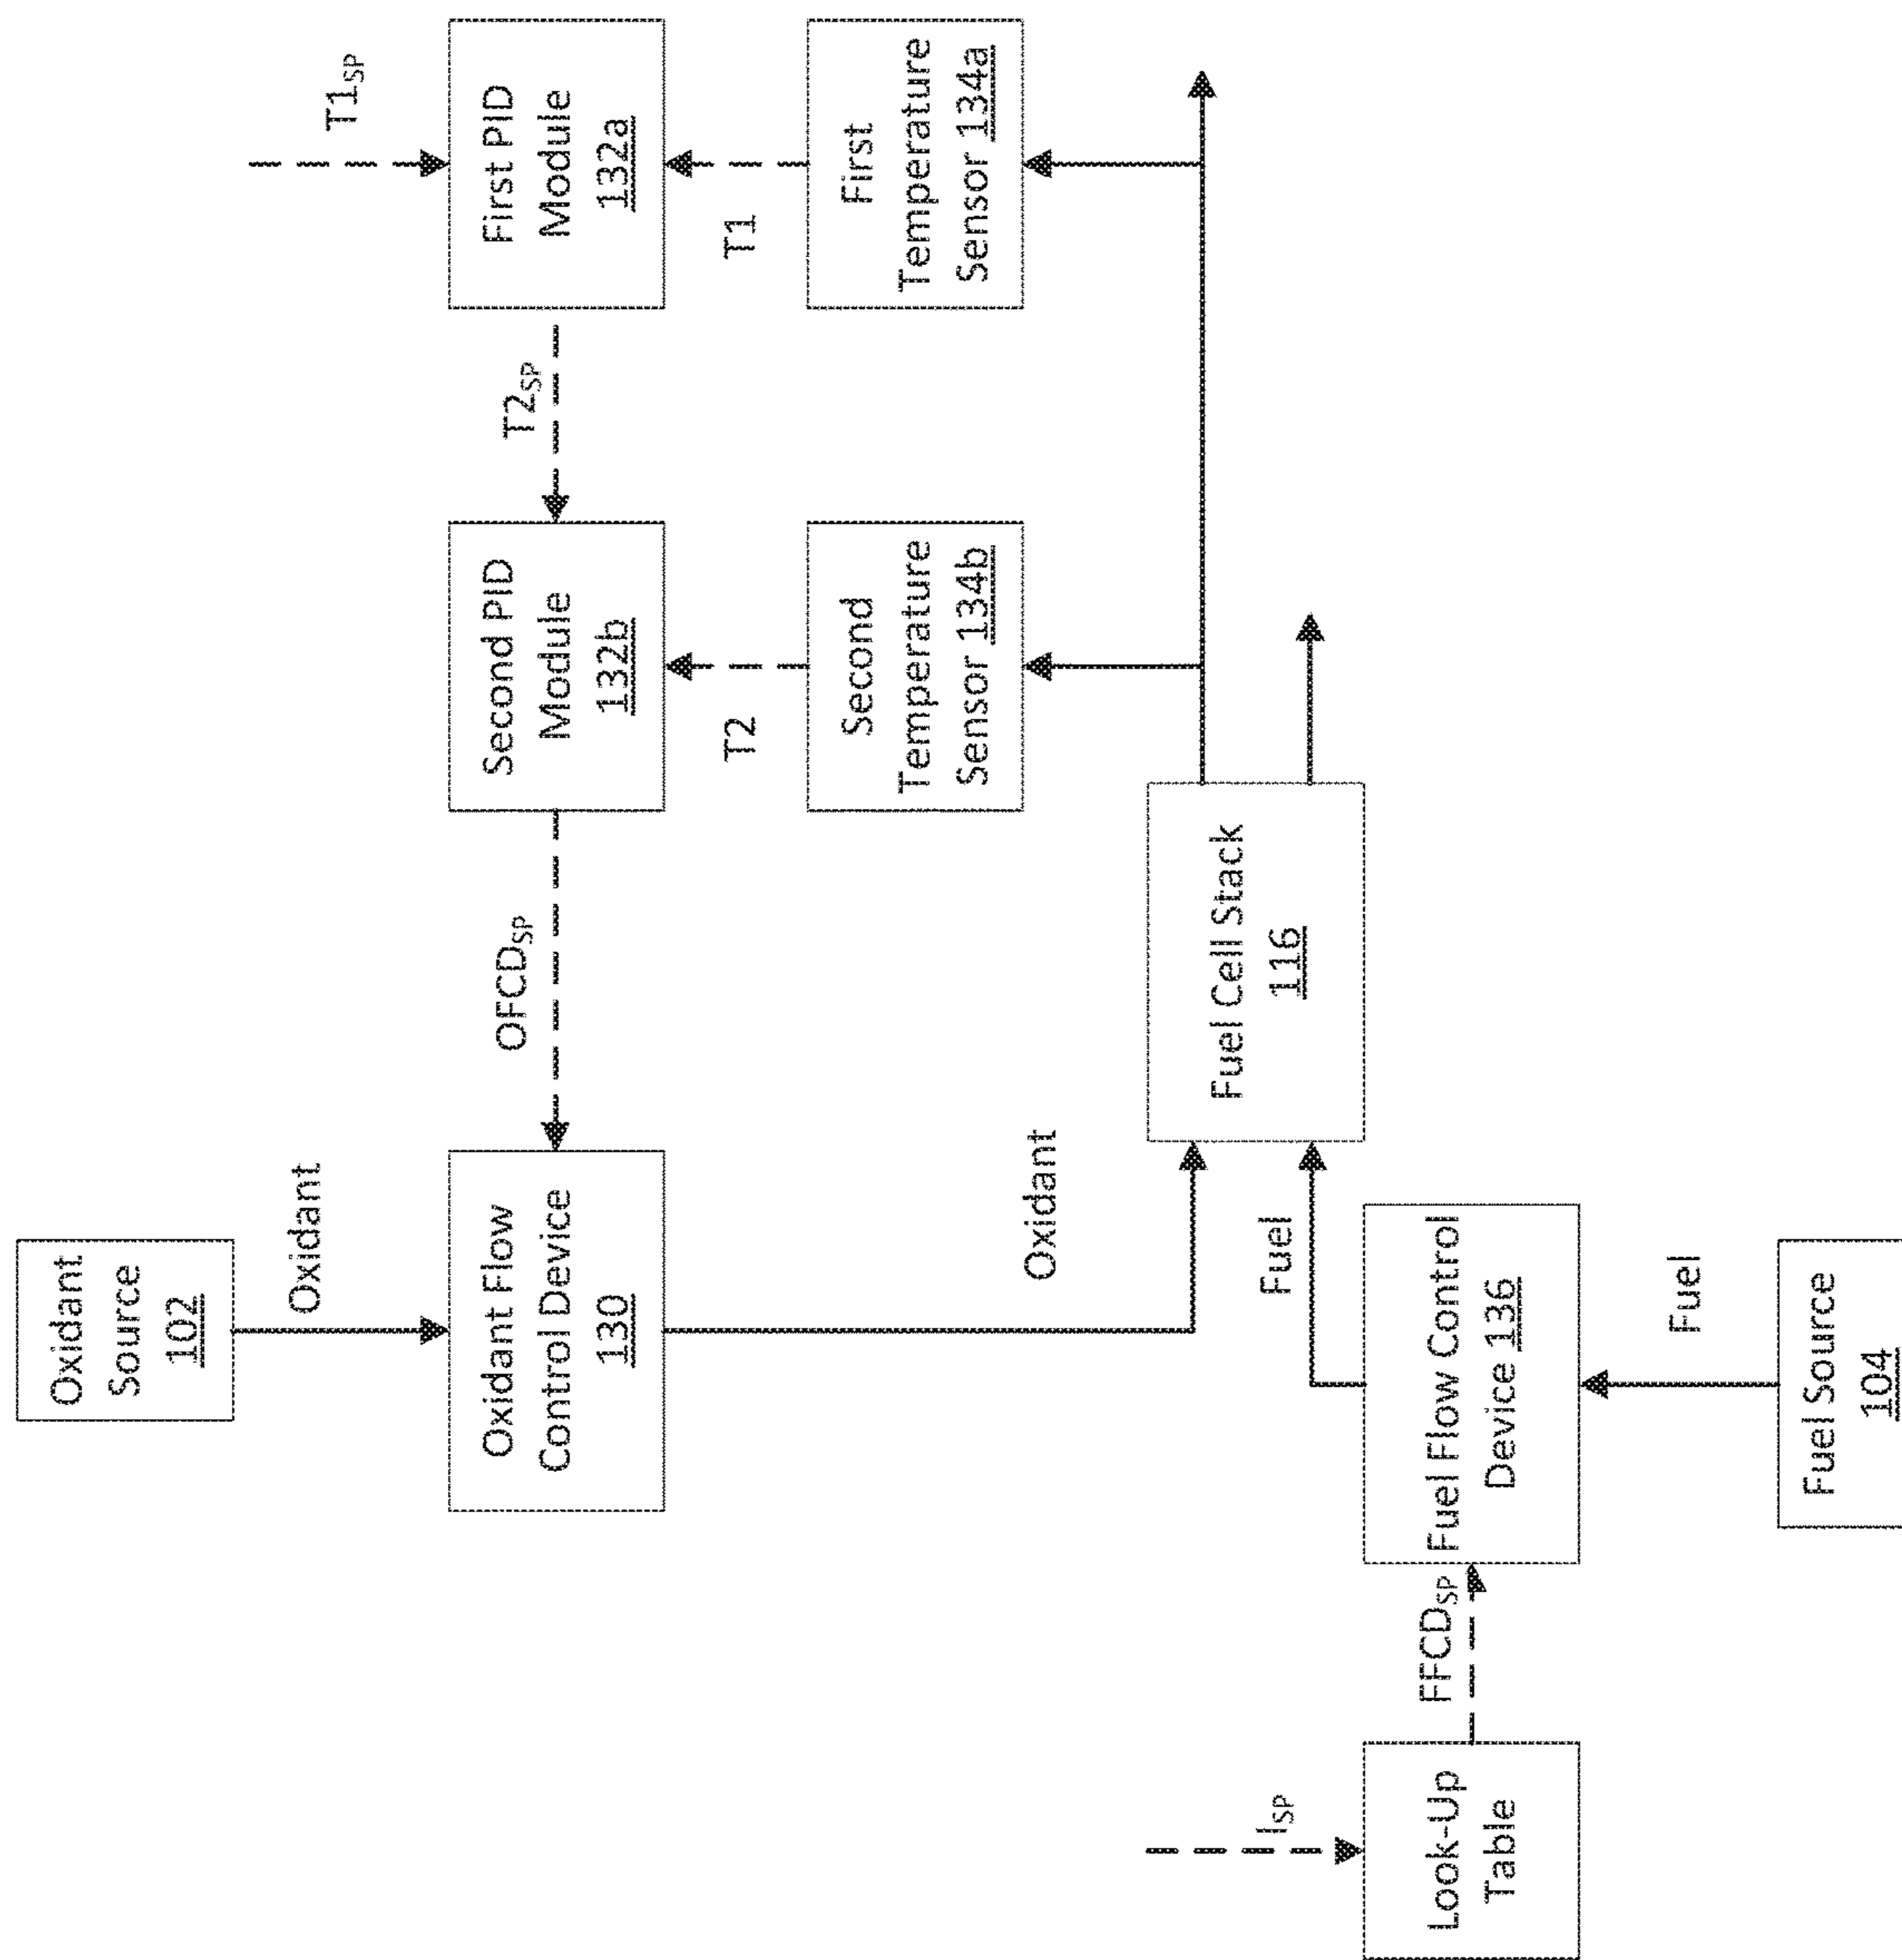 Oxidant
Source
102
Oxidant
Oxidant Flow
Control Device
130
OFCD_SP
Second PID
Module
132b
T2_SP
First PID
Module
132a
T1_SP
T2
T1
Second
Temperature
Sensor 134b
First
Temperature
Sensor 134a
Oxidant
Fuel
Fuel Cell Stack
116
I_SP
Look-Up
Table
FFCD_SP
Fuel Flow Control
Device 136
Fuel
Fuel Source
104